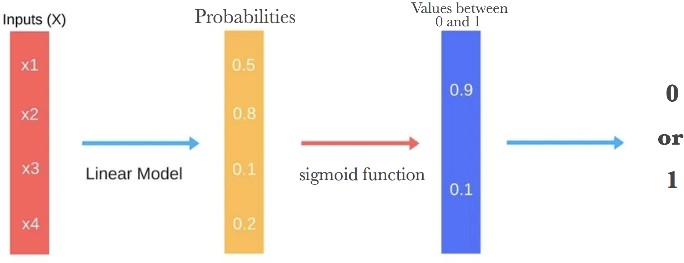 Inputs (X)
x1
x2
x3
x4
Linear Model
Probabilities
0.5
0.8
0.1
0.2
sigmoid function
Values between
0 and 1
0.9
0.1
0
or
1